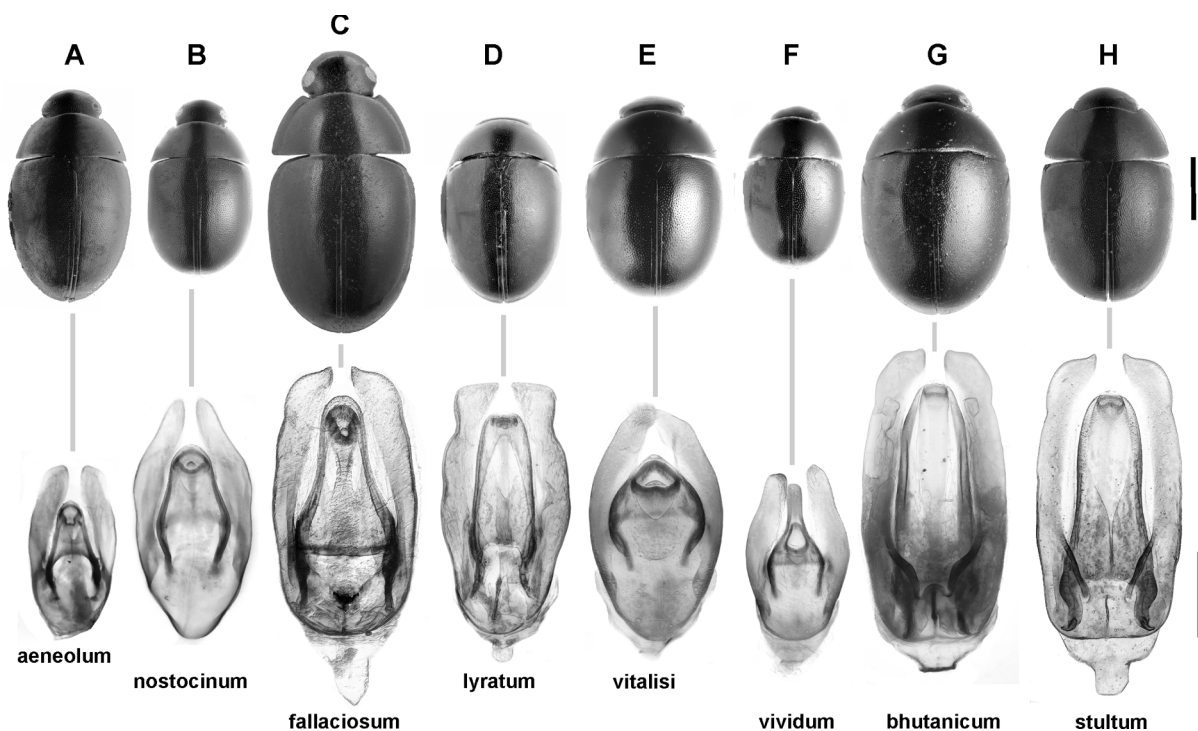 A B C D E F G H
aeneolum
nostocinum
fallaciosum
lyratum
vitalisi
vividum
bhutanicum
stultum